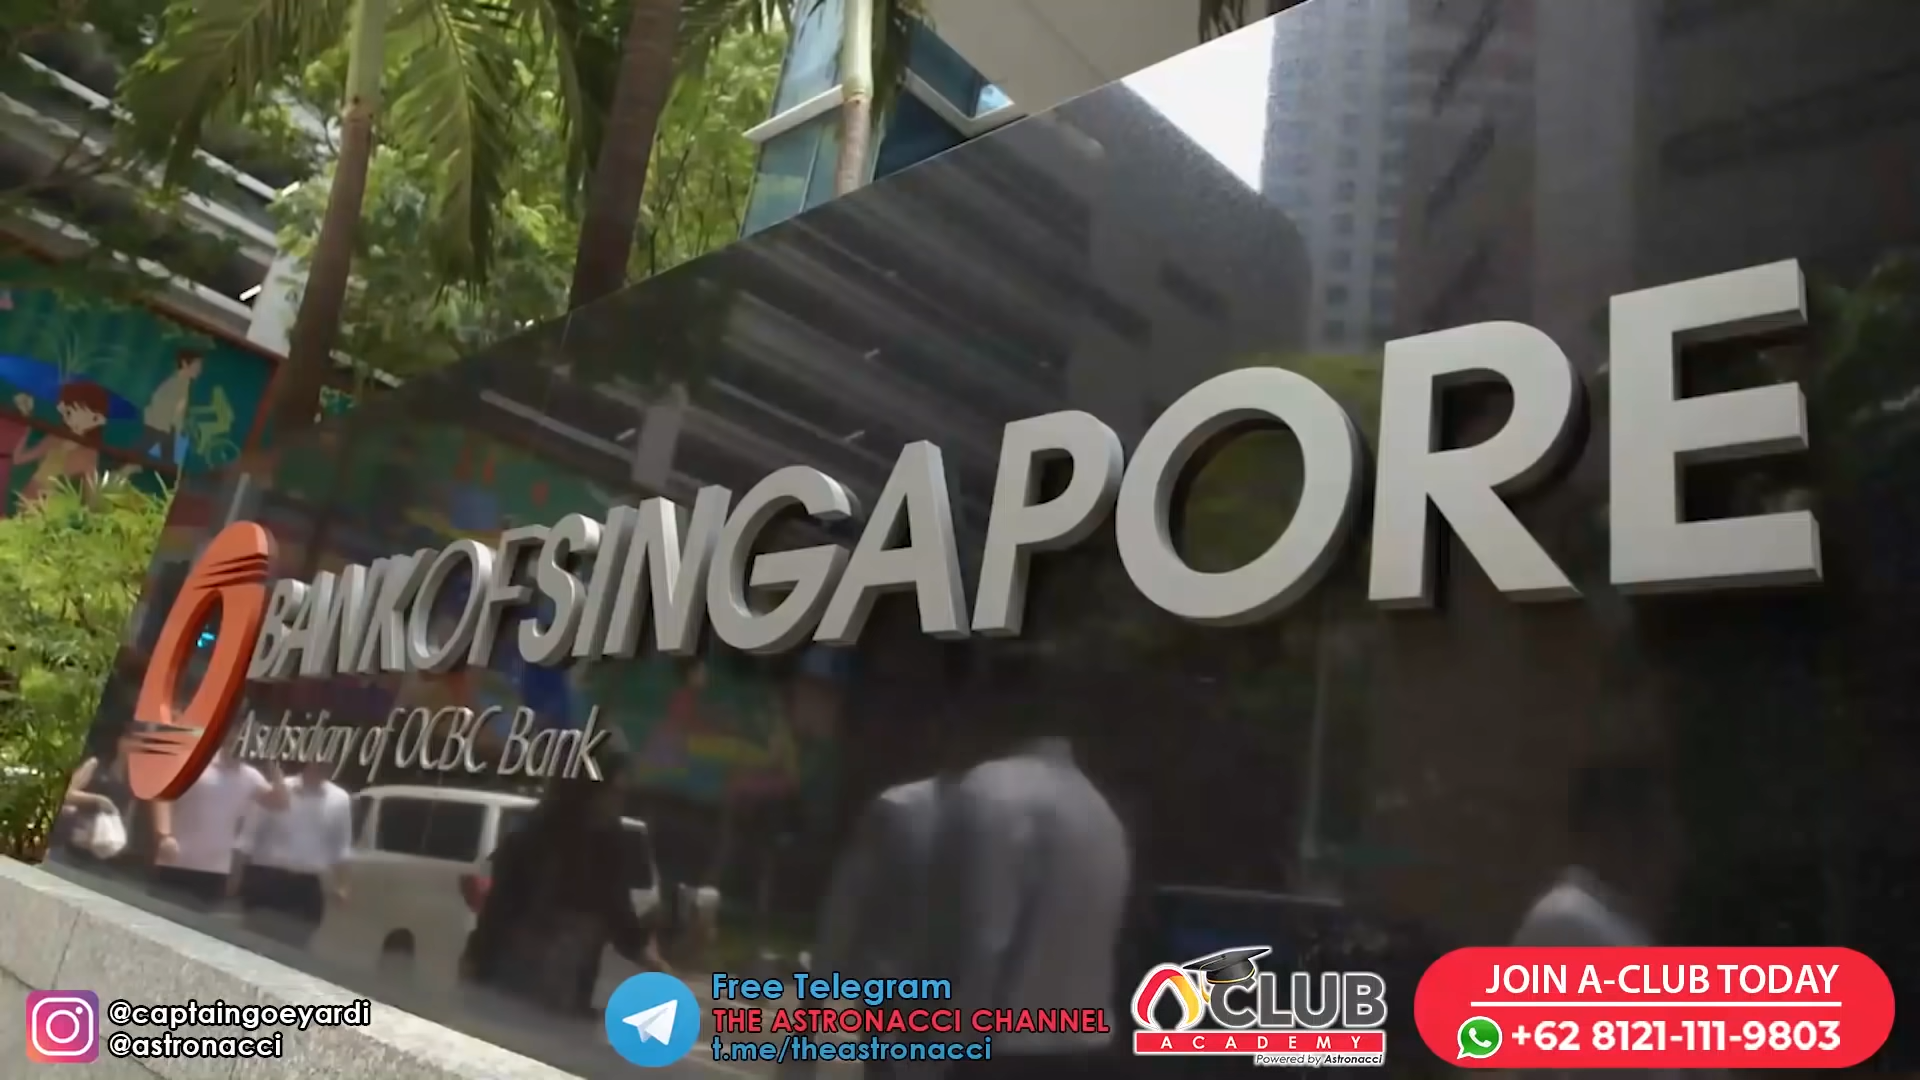 BANK OF SINGAPORE
A subsidiary of OCBC Bank
@captaingoeyardi
@astronacci
Free Telegram
THE ASTRONACCI CHANNEL
t.me/theastronacci
A-CLUB
ACADEMY
Powered by Astronacci
JOIN A-CLUB TODAY
+62 8121-111-9803